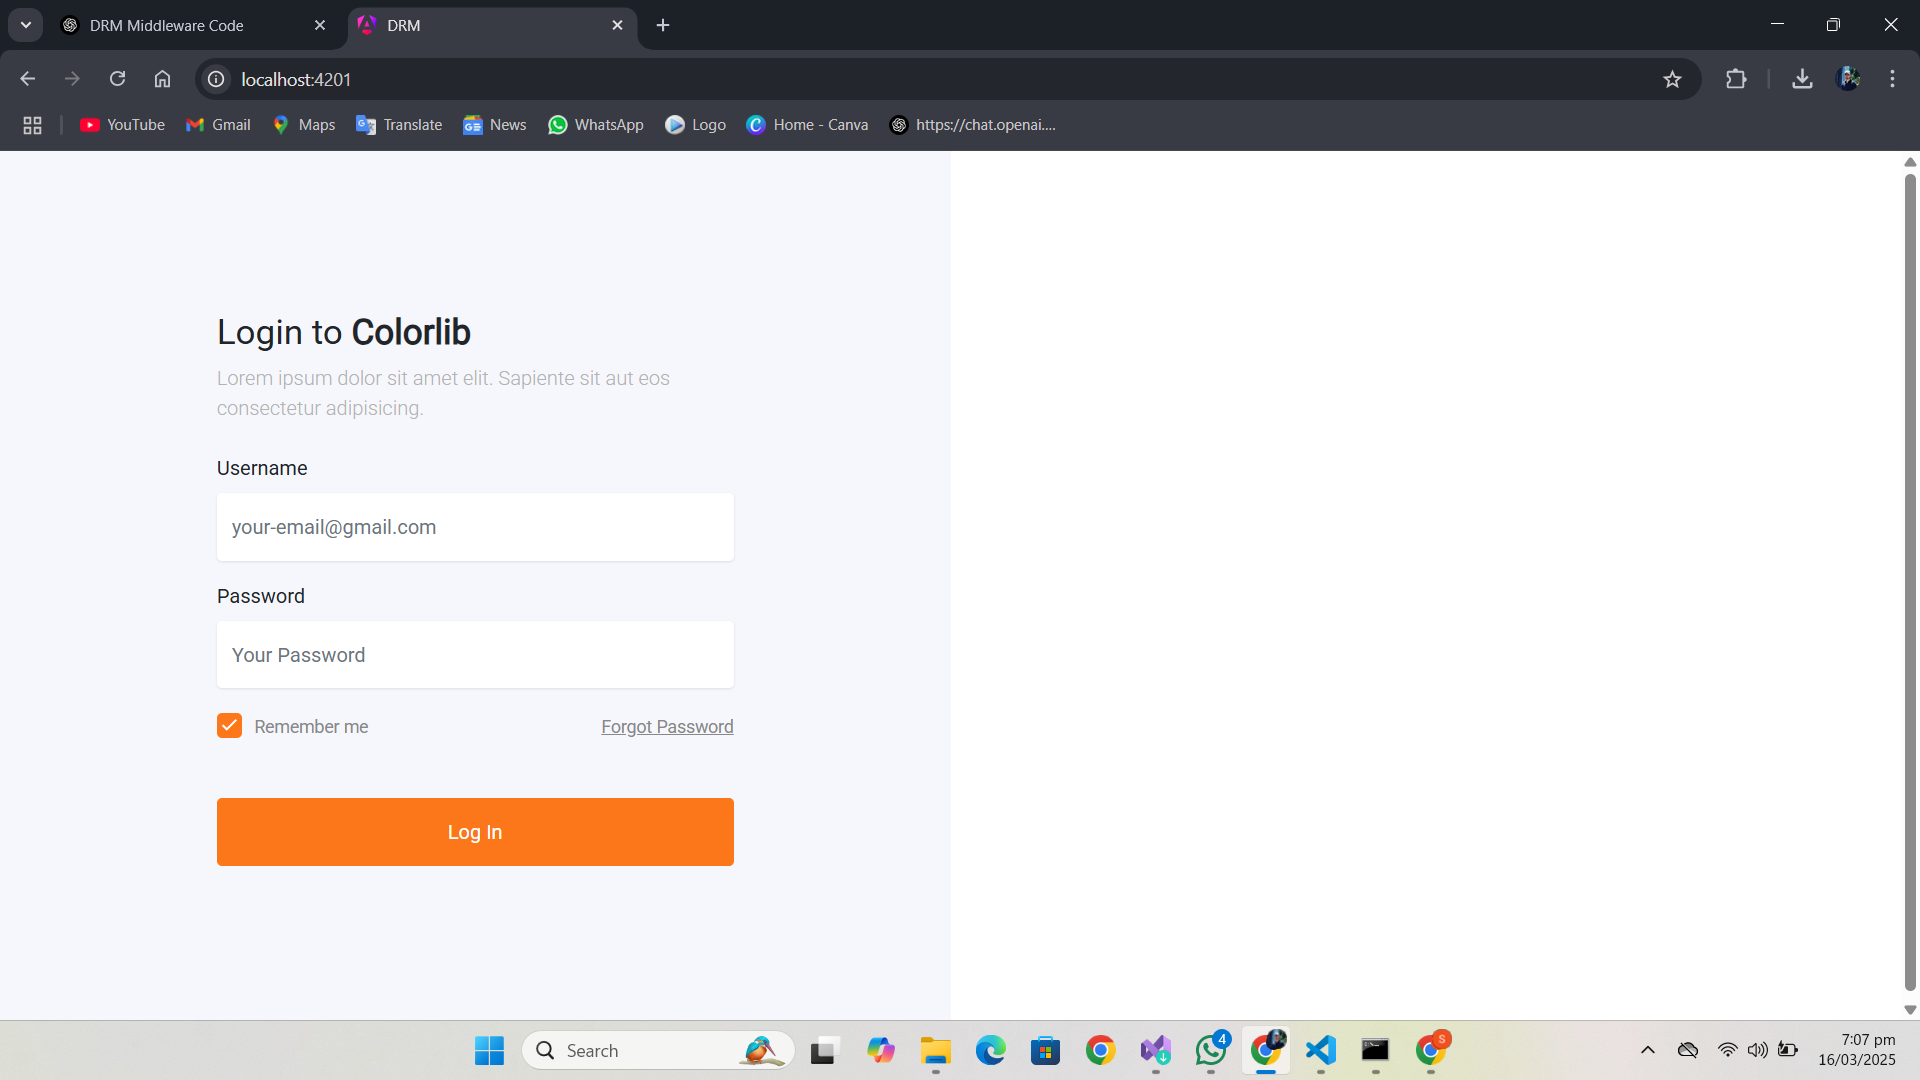 DRM Middleware Code
DRM
localhost:4201
YouTube
Gmail
Maps
Translate
News
WhatsApp
Logo
Home - Canva
https://chat.openai....
Login to Colorlib
Lorem ipsum dolor sit amet elit. Sapiente sit aut eos
consectetur adipisicing.
Username
your-email@gmail.com
Password
Your Password
Remember me
Forgot Password
Log In
Search
4
S
7:07 pm
16/03/2025